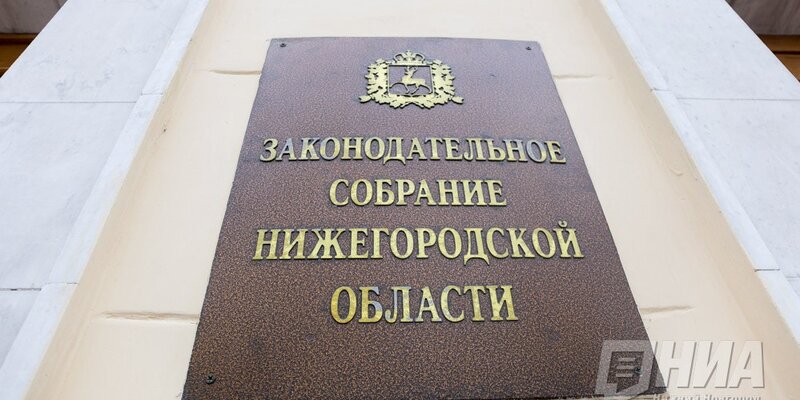 ЗАКОНОДАТЕЛЬНОЕ
СОБРАНИЕ
НИЖЕГОРОДСКОЙ
ОБЛАСТИ
НИА